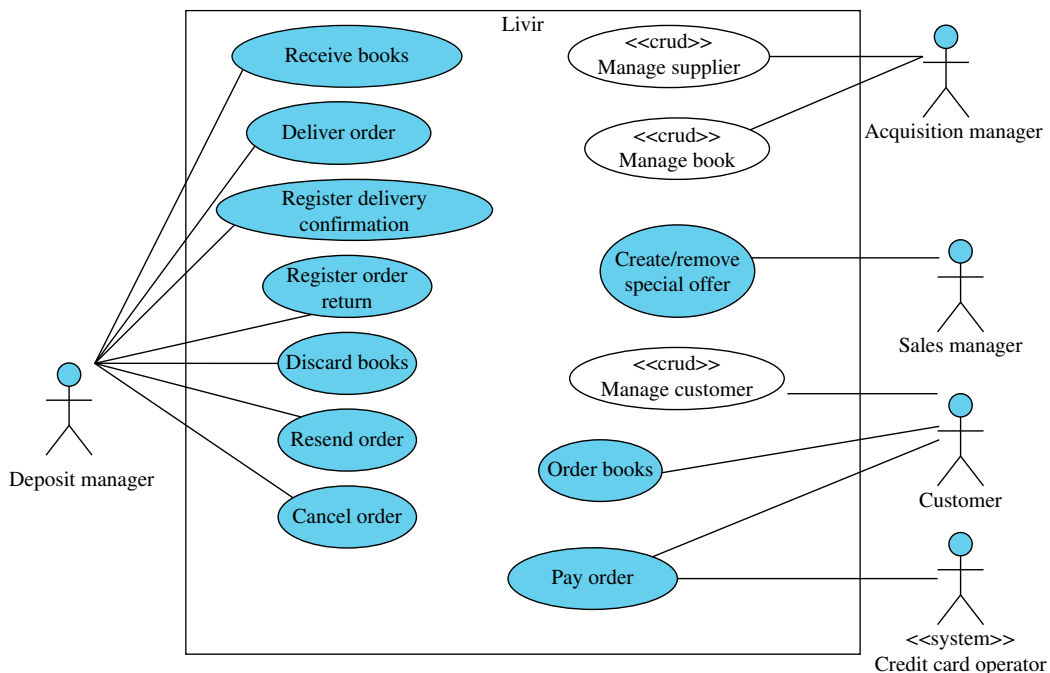 Livir
Receive books
Deliver order
Register delivery
confirmation
Register order
return
Discard books
Resend order
Cancel order
Deposit manager
<<crud>>
Manage supplier
<<crud>>
Manage book
Create/remove
special offer
<<crud>>
Manage customer
Order books
Pay order
Acquisition manager
Sales manager
Customer
<<system>>
Credit card operator